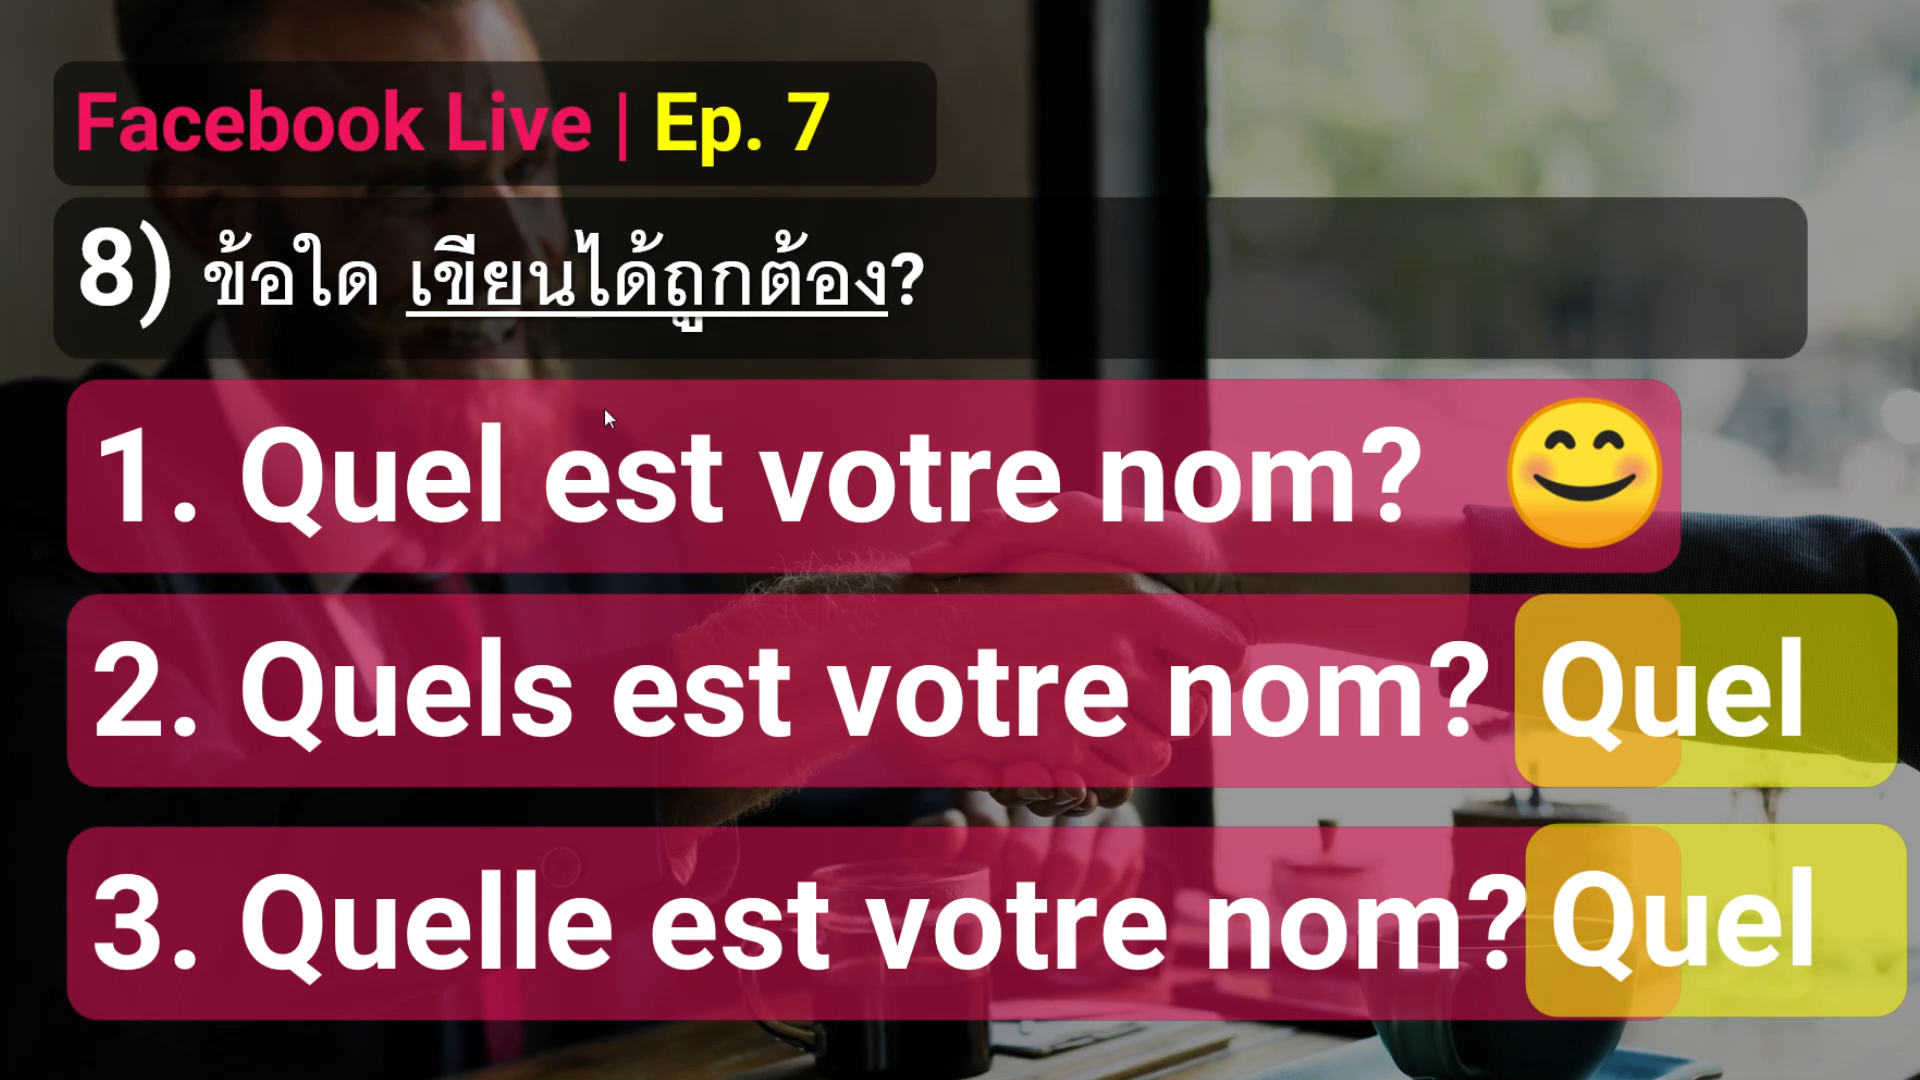 Facebook Live | Ep. 7
8) ข้อใด เขียนได้ถูกต้อง?
1. Quel est votre nom?
2. Quels est votre nom? Quel
3. Quelle est votre nom? Quel